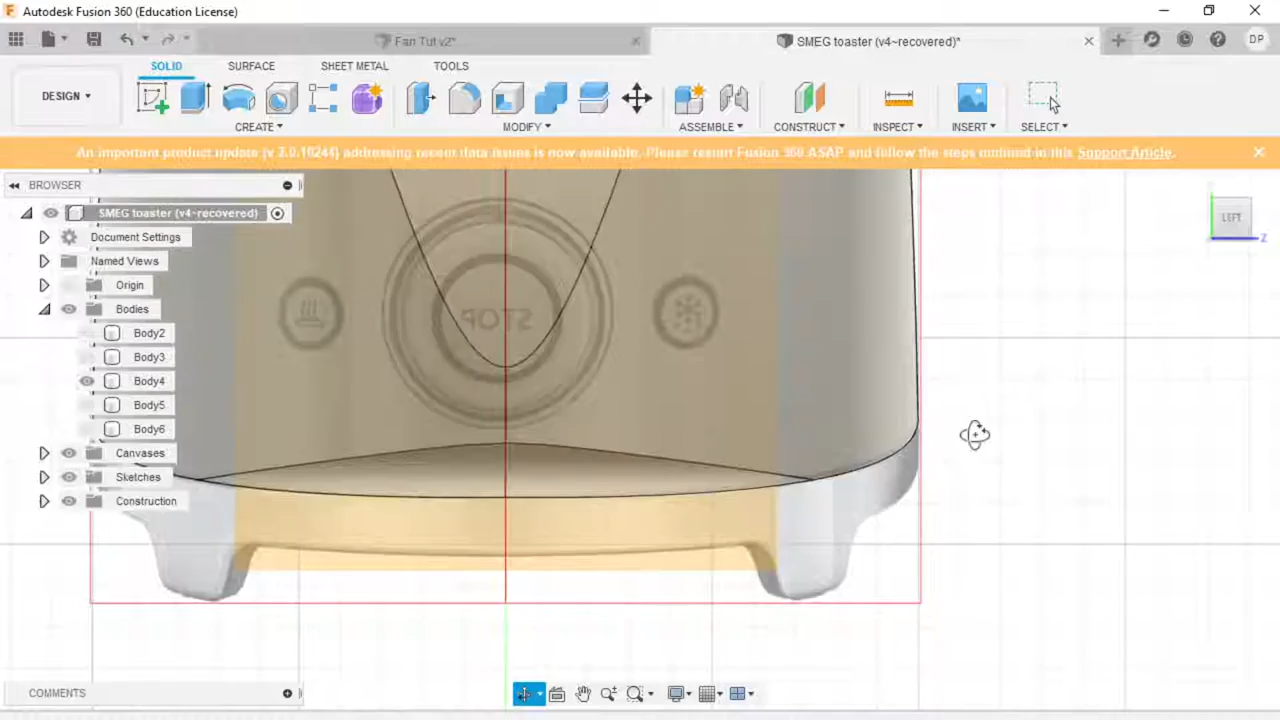 Autodesk Fusion 360 (Education License)
Fan Tut v2*
SMEG toaster (v4~recovered)*
DP
SOLID SURFACE SHEET METAL TOOLS
DESIGN
CREATE MODIFY ASSEMBLE CONSTRUCT INSPECT INSERT SELECT
An important product update (v 2.0.10244) addressing recent data issues is now available. Please restart Fusion 360 ASAP and follow the steps outlined in this Support Article.
BROWSER
SMEG toaster (v4~recovered)
LEFT
Z
Document Settings
Named Views
Origin
Bodies
Body2
STOP
Body3
Body4
Body5
Body6
Canvases
Sketches
Construction
COMMENTS